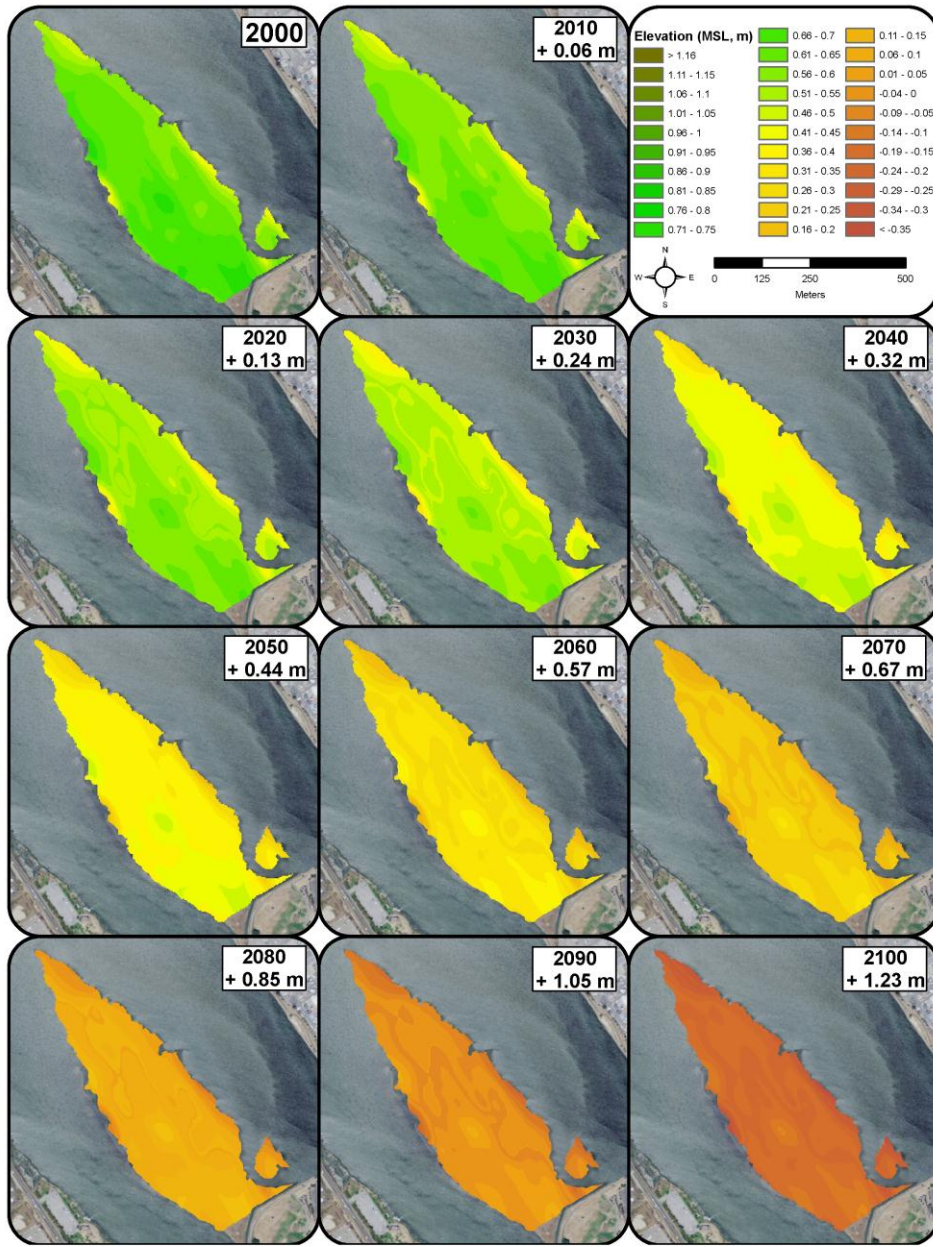 2000
2010
+ 0.06 m
Elevation (MSL, m)
> 1.16
1.11 - 1.15
1.06 - 1.1
1.01 - 1.05
0.96 - 1
0.91 - 0.95
0.86 - 0.9
0.81 - 0.85
0.76 - 0.8
0.71 - 0.75
0.66 - 0.7
0.61 - 0.65
0.56 - 0.6
0.51 - 0.55
0.46 - 0.5
0.41 - 0.45
0.36 - 0.4
0.31 - 0.35
0.26 - 0.3
0.21 - 0.25
0.16 - 0.2
0.11 - 0.15
0.06 - 0.1
0.01 - 0.05
-0.04 - 0
-0.09 - -0.05
-0.14 - -0.1
-0.19 - -0.15
-0.24 - -0.2
-0.29 - -0.25
-0.34 - -0.3
< -0.35
N
W E
S
0 125 250 500
Meters
2020
+ 0.13 m
2030
+ 0.24 m
2040
+ 0.32 m
2050
+ 0.44 m
2060
+ 0.57 m
2070
+ 0.67 m
2080
+ 0.85 m
2090
+ 1.05 m
2100
+ 1.23 m